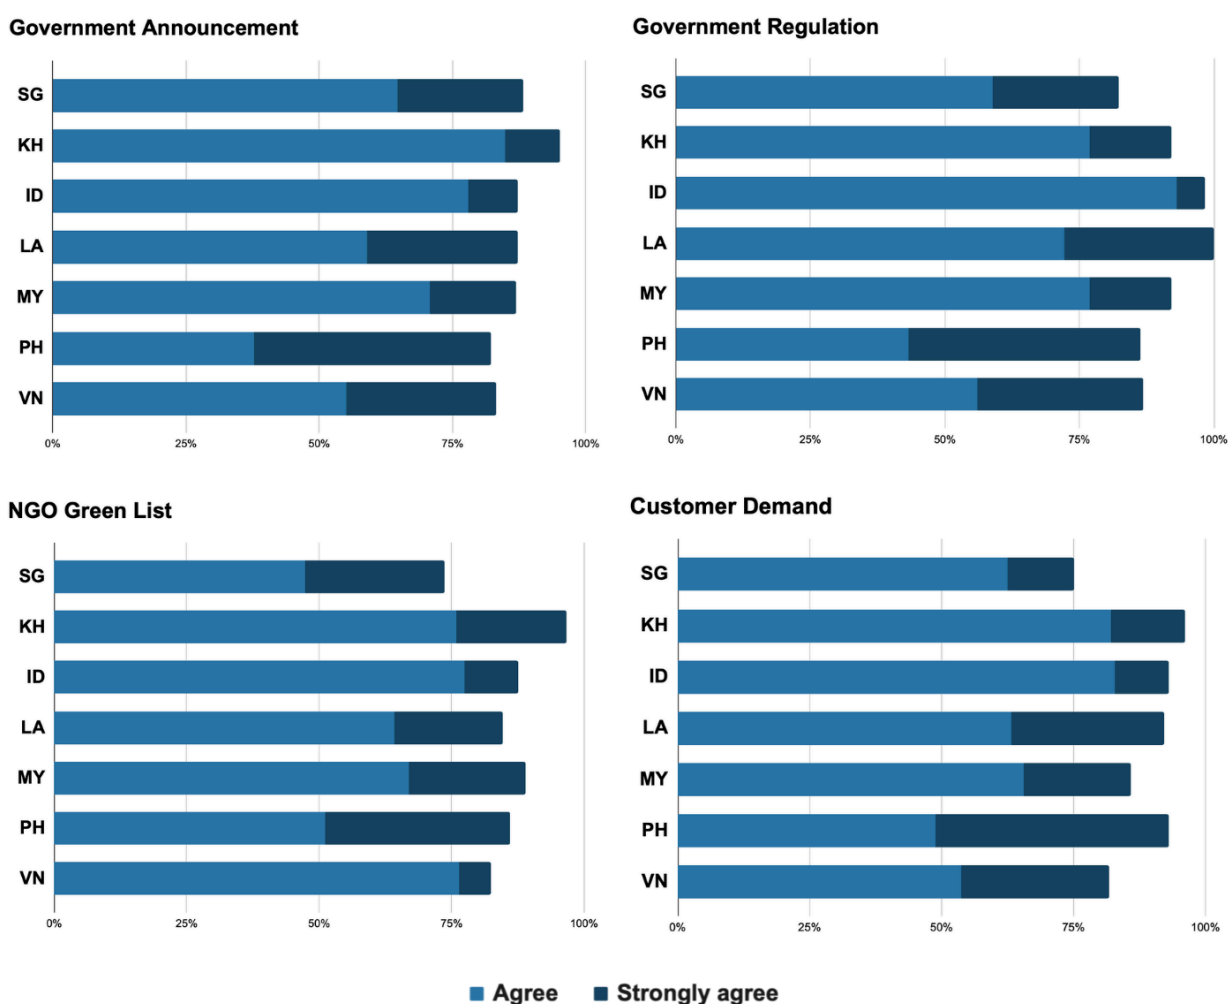 Government Announcement
SG
KH
ID
LA
MY
PH
VN
0% 25% 50% 75% 100%
Government Regulation
SG
KH
ID
LA
MY
PH
VN
0% 25% 50% 75% 100%
NGO Green List
SG
KH
ID
LA
MY
PH
VN
0% 25% 50% 75% 100%
Customer Demand
SG
KH
ID
LA
MY
PH
VN
0% 25% 50% 75% 100%
Agree Strongly agree